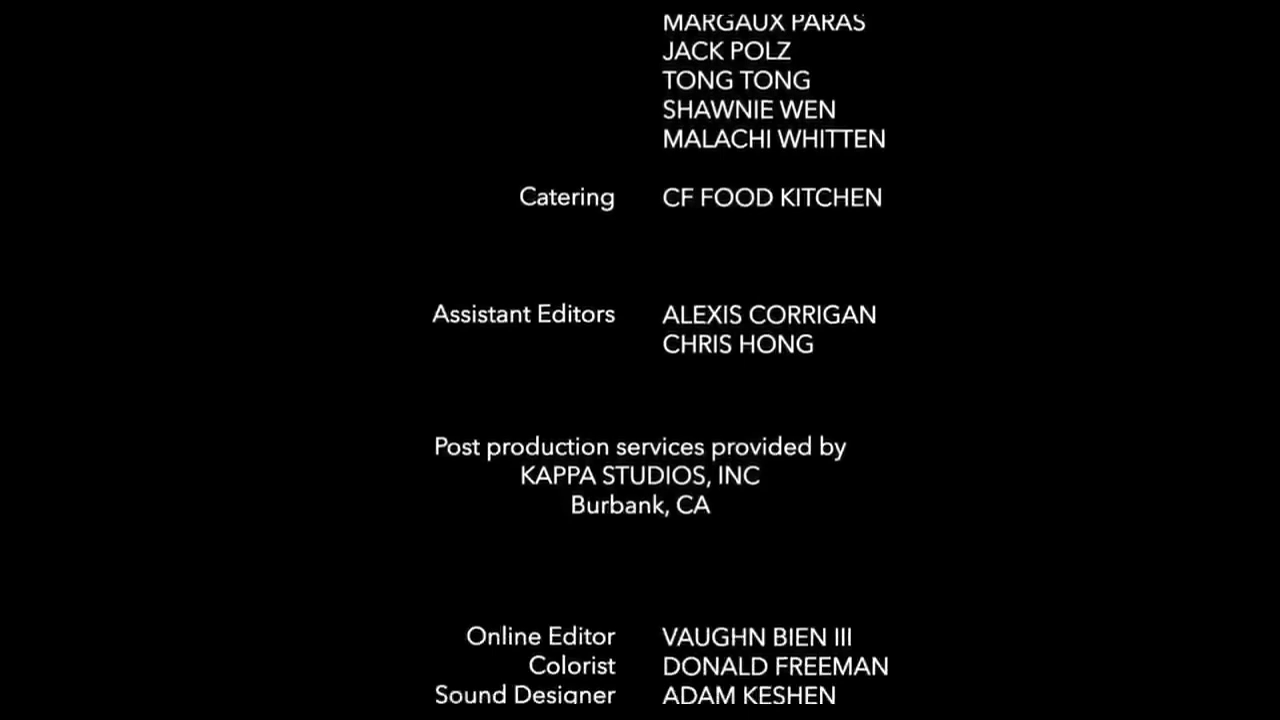 MARGAUX PARAS
JACK POLZ
TONG TONG
SHAWNIE WEN
MALACHI WHITTEN
Catering CF FOOD KITCHEN
Assistant Editors ALEXIS CORRIGAN
CHRIS HONG
Post production services provided by
KAPPA STUDIOS, INC
Burbank, CA
Online Editor VAUGHN BIEN III
Colorist DONALD FREEMAN
Sound Designer ADAM KESHEN